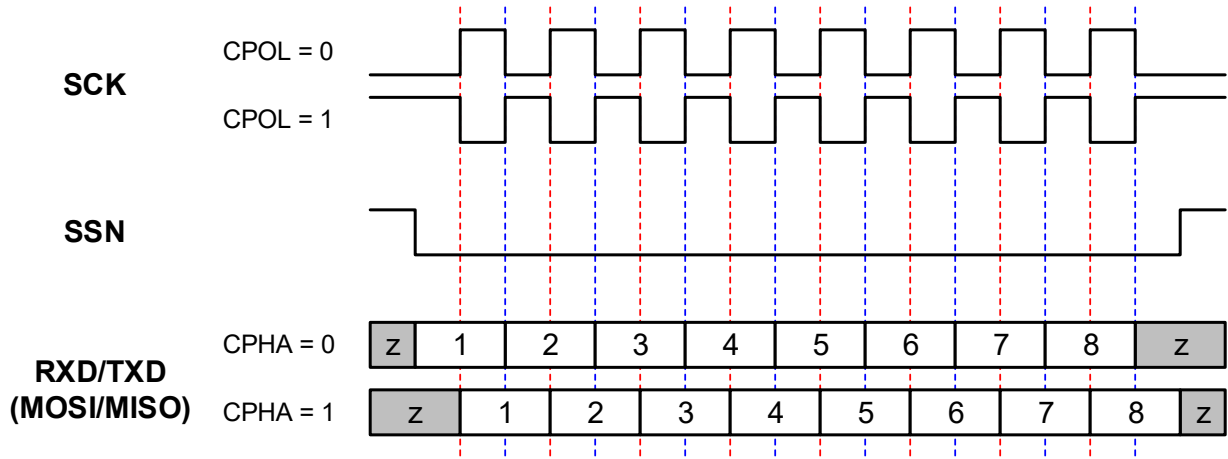 CPOL = 0
SCK
CPOL = 1
SSN
CPHA = 0 z 1 2 3 4 5 6 7 8 z
RXD/TXD
(MOSI/MISO)
CPHA = 1 z 1 2 3 4 5 6 7 8 z